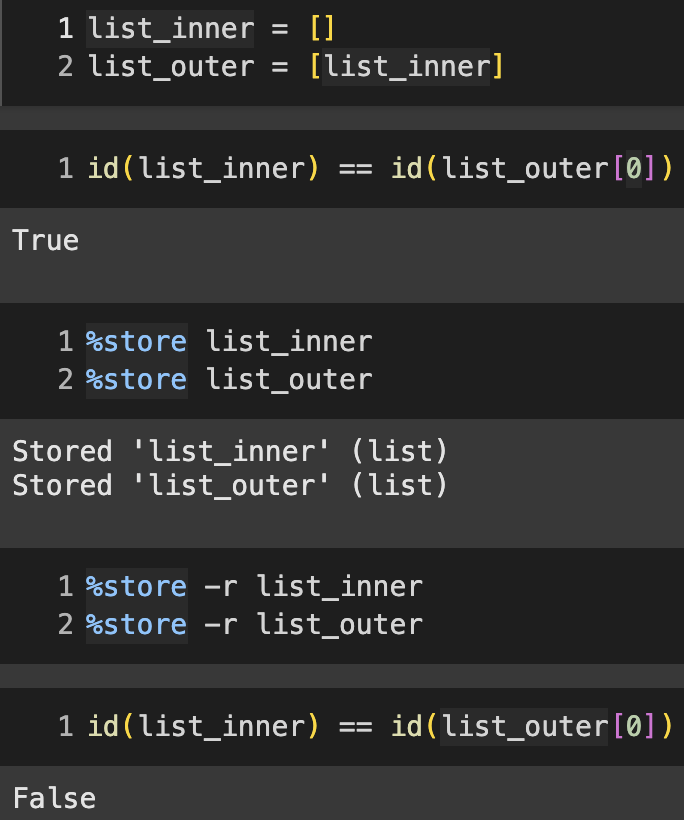 1 list_inner = []
2 list_outer = [list_inner]
1 id(list_inner) == id(list_outer[0])
True
1 %store list_inner
2 %store list_outer
Stored 'list_inner' (list)
Stored 'list_outer' (list)
1 %store -r list_inner
2 %store -r list_outer
1 id(list_inner) == id(list_outer[0])
False